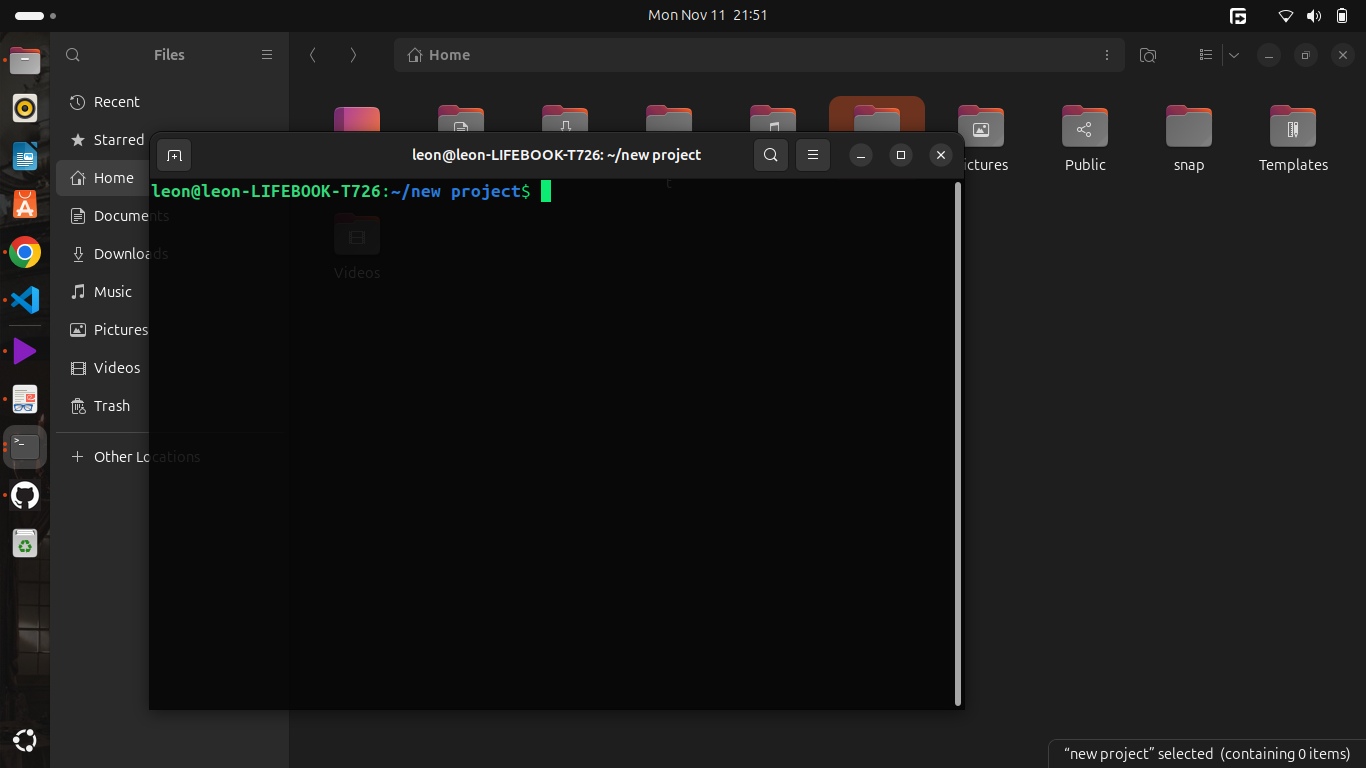 Mon Nov 11 21:51
Files
Home
Recent
Starred
Home
Documents
Downloads
Music
Pictures
Videos
Trash
Other Locations
Public
snap
Templates
Videos
leon@leon-LIFEBOOK-T726: ~/new project
leon@leon-LIFEBOOK-T726:~/new project$
"new project" selected (containing 0 items)